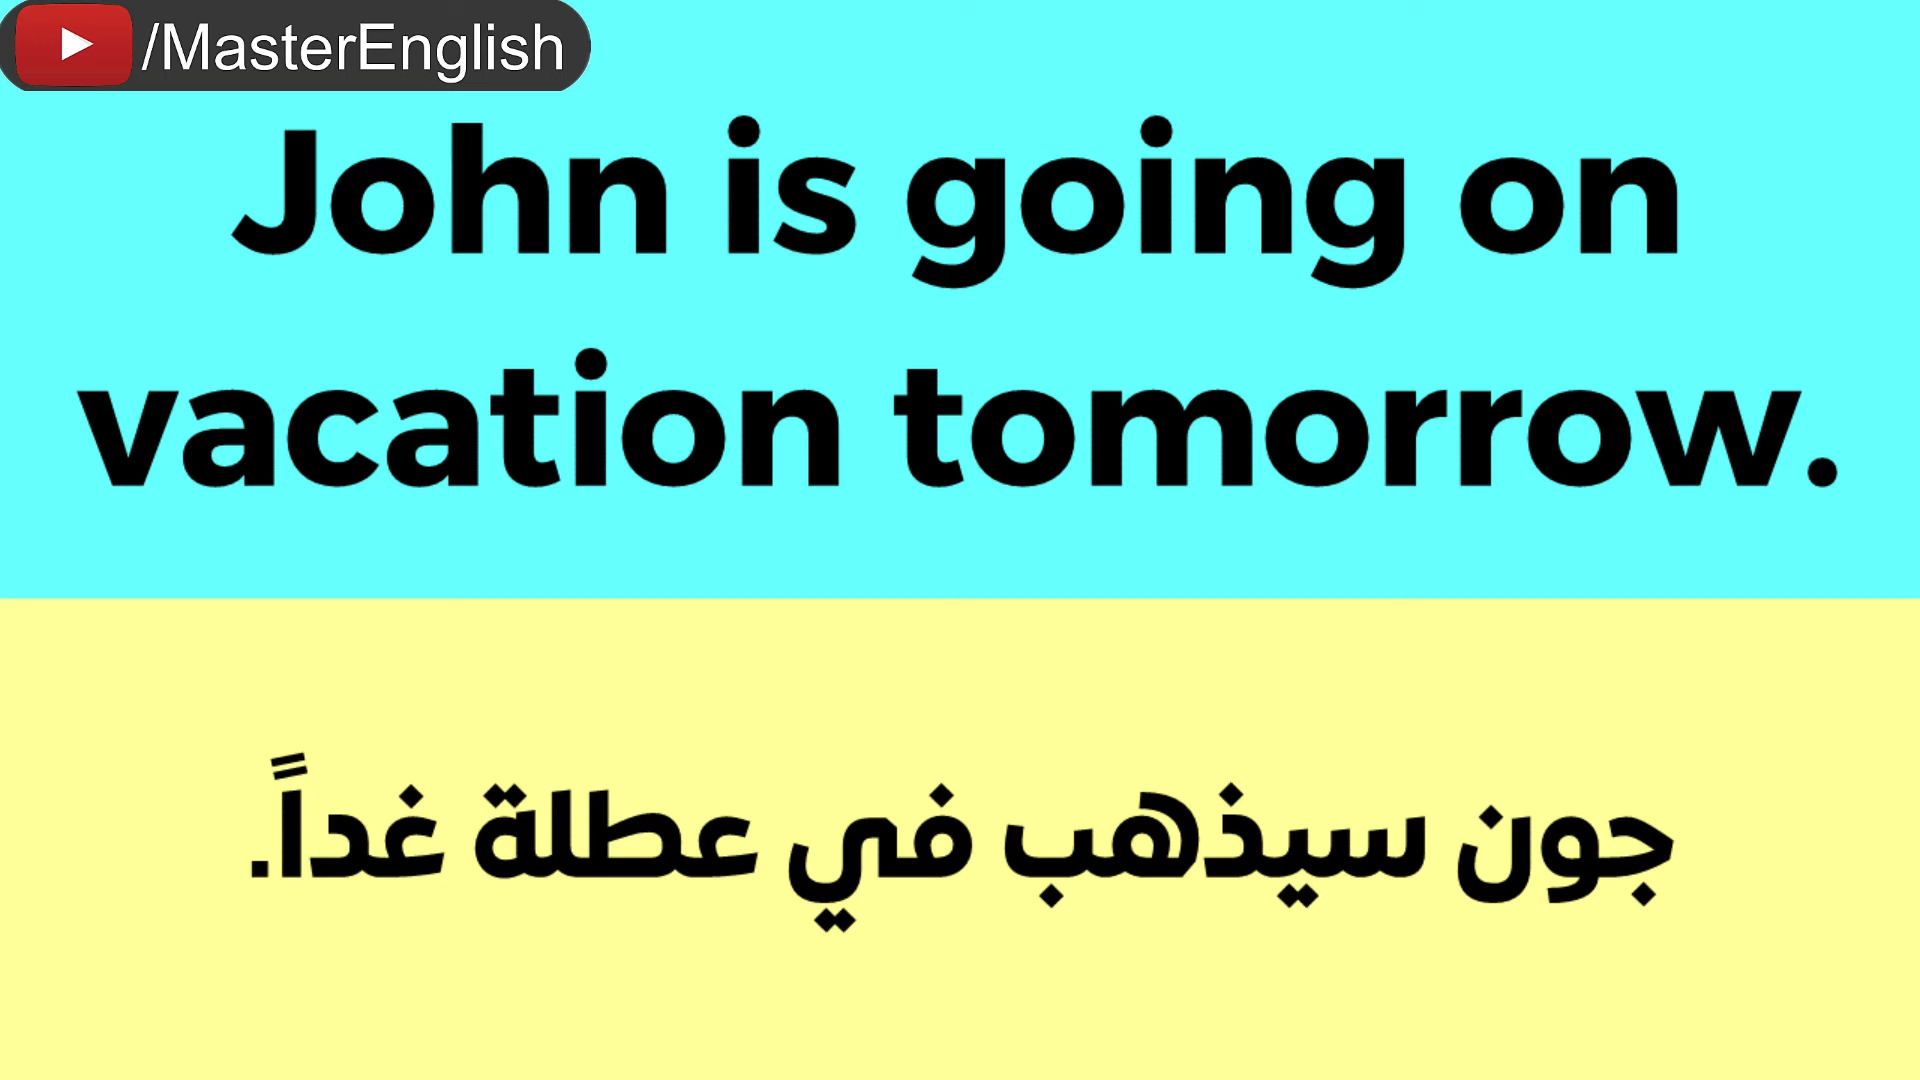 /MasterEnglish
John is going on
vacation tomorrow.
جون سيذهب في عطلة غداً.